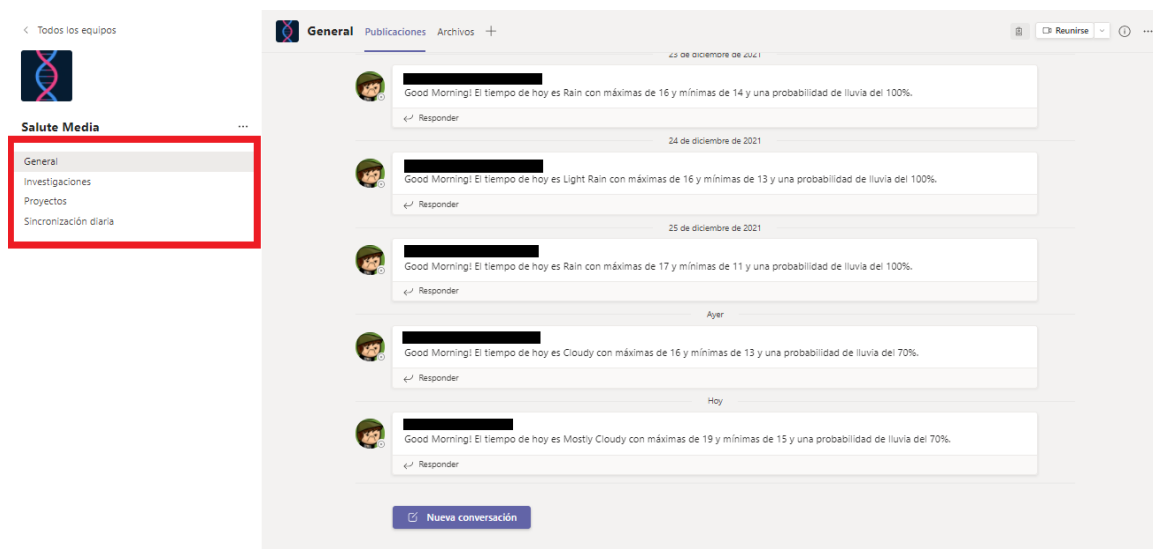 Todos los equipos
Salute Media
General
Investigaciones
Proyectos
Sincronización diaria
General Publicaciones Archivos
Reunirse
23 de diciembre de 2021
Good Morning! El tiempo de hoy es Rain con máximas de 16 y mínimas de 14 y una probabilidad de lluvia del 100%.
Responder
24 de diciembre de 2021
Good Morning! El tiempo de hoy es Light Rain con máximas de 16 y mínimas de 13 y una probabilidad de lluvia del 100%.
Responder
25 de diciembre de 2021
Good Morning! El tiempo de hoy es Rain con máximas de 17 y mínimas de 11 y una probabilidad de lluvia del 100%.
Responder
Ayer
Good Morning! El tiempo de hoy es Cloudy con máximas de 16 y mínimas de 13 y una probabilidad de lluvia del 70%.
Responder
Hoy
Good Morning! El tiempo de hoy es Mostly Cloudy con máximas de 19 y mínimas de 15 y una probabilidad de lluvia del 70%.
Responder
Nueva conversación